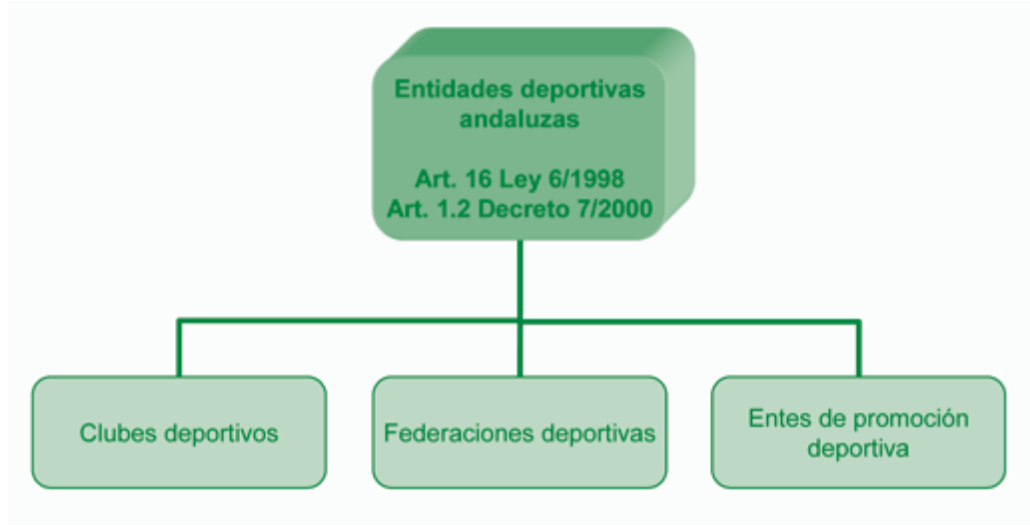 Entidades deportivas
andaluzas
Art. 16 Ley 6/1998
Art. 1.2 Decreto 7/2000
Clubes deportivos
Federaciones deportivas
Entes de promoción
deportiva